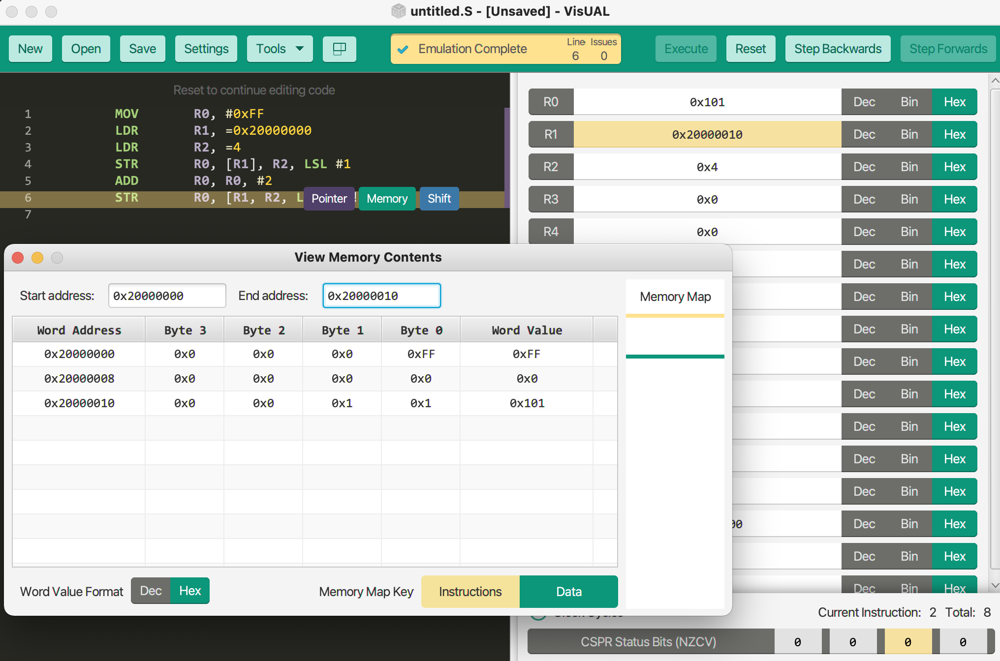 untitled.S - [Unsaved] - VisUAL
New Open Save Settings Tools Emulation Complete Line 6 Issues 0 Execute Reset Step Backwards Step Forwards
Reset to continue editing code
1 MOV R0, #0xFF
2 LDR R1, =0x20000000
3 LDR R2, =4
4 STR R0, [R1], R2, LSL #1
5 ADD R0, R0, #2
6 STR R0, [R1, R2, L Pointer ! Memory Shift
7
R0 0x101 Dec Bin Hex
R1 0x20000010 Dec Bin Hex
R2 0x4 Dec Bin Hex
R3 0x0 Dec Bin Hex
R4 0x0 Dec Bin Hex
Dec Bin Hex
Dec Bin Hex
Dec Bin Hex
Dec Bin Hex
Dec Bin Hex
Dec Bin Hex
Dec Bin Hex
Dec Bin Hex
Dec Bin Hex
Dec Bin Hex
Dec Bin Hex
View Memory Contents
Start address: 0x20000000 End address: 0x20000010
Word Address Byte 3 Byte 2 Byte 1 Byte 0 Word Value
0x20000000 0x0 0x0 0x0 0xFF 0xFF
0x20000008 0x0 0x0 0x0 0x0 0x0
0x20000010 0x0 0x0 0x1 0x1 0x101
Memory Map
Word Value Format Dec Hex Memory Map Key Instructions Data
Current Instruction: 2 Total: 8
CSPR Status Bits (NZCV) 0 0 0 0